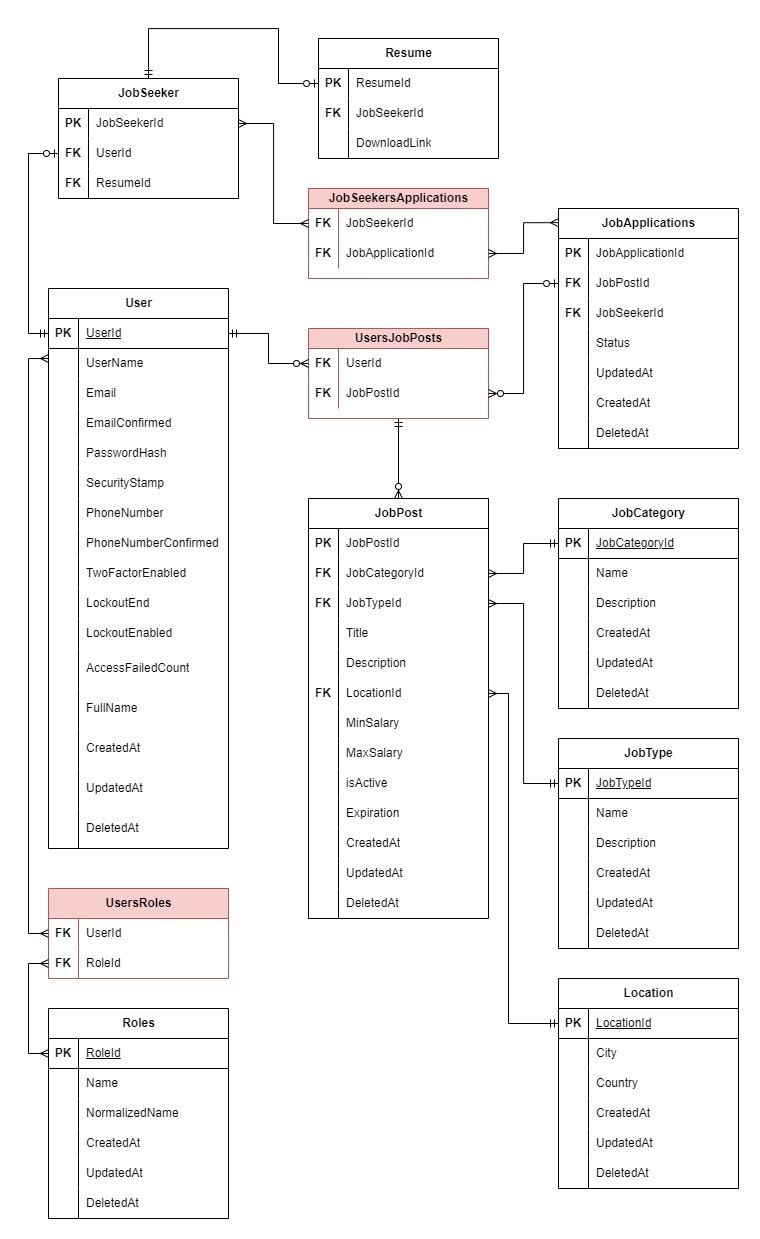 Resume
PK ResumeId
FK JobSeekerId
DownloadLink
JobSeeker
PK JobSeekerId
FK UserId
FK ResumeId
JobSeekersApplications
FK JobSeekerId
FK JobApplicationId
JobApplications
PK JobApplicationId
FK JobPostId
FK JobSeekerId
Status
UpdatedAt
CreatedAt
DeletedAt
User
PK UserId
UserName
Email
EmailConfirmed
PasswordHash
SecurityStamp
PhoneNumber
PhoneNumberConfirmed
TwoFactorEnabled
LockoutEnd
LockoutEnabled
AccessFailedCount
FullName
CreatedAt
UpdatedAt
DeletedAt
UsersJobPosts
FK UserId
FK JobPostId
JobPost
PK JobPostId
FK JobCategoryId
FK JobTypeId
Title
Description
FK LocationId
MinSalary
MaxSalary
isActive
Expiration
CreatedAt
UpdatedAt
DeletedAt
JobCategory
PK JobCategoryId
Name
Description
CreatedAt
UpdatedAt
DeletedAt
JobType
PK JobTypeId
Name
Description
CreatedAt
UpdatedAt
DeletedAt
UsersRoles
FK UserId
FK RoleId
Roles
PK RoleId
Name
NormalizedName
CreatedAt
UpdatedAt
DeletedAt
Location
PK LocationId
City
Country
CreatedAt
UpdatedAt
DeletedAt